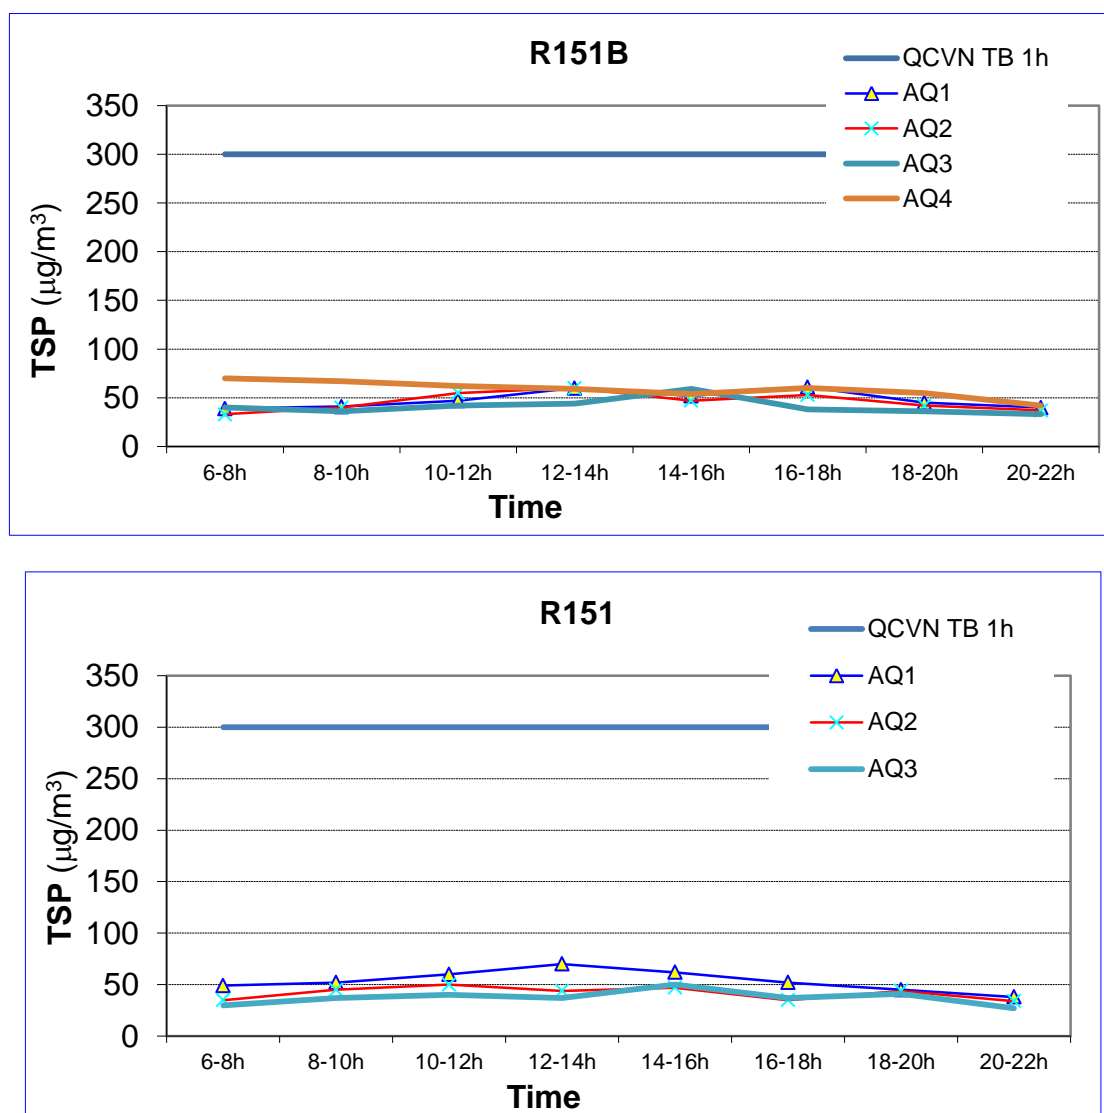 R151B
QCVN TB 1h
AQ1
AQ2
AQ3
AQ4
TSP (µg/m³)
350
300
250
200
150
100
50
0
6-8h 8-10h 10-12h 12-14h 14-16h 16-18h 18-20h 20-22h
Time
R151
QCVN TB 1h
AQ1
AQ2
AQ3
TSP (µg/m³)
350
300
250
200
150
100
50
0
6-8h 8-10h 10-12h 12-14h 14-16h 16-18h 18-20h 20-22h
Time